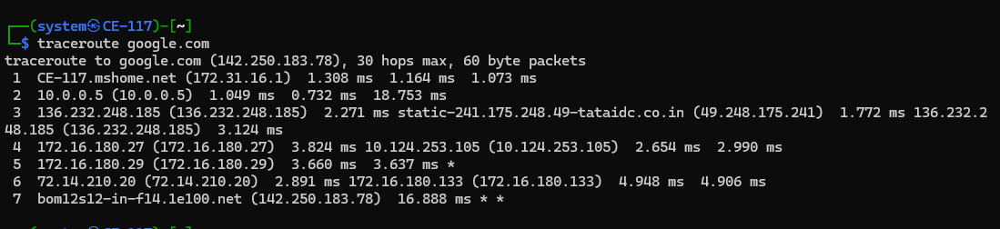 ┌──(system㉿CE-117)-[~]
└─$ traceroute google.com
traceroute to google.com (142.250.183.78), 30 hops max, 60 byte packets
 1  CE-117.mshome.net (172.31.16.1)  1.308 ms  1.164 ms  1.073 ms
 2  10.0.0.5 (10.0.0.5)  1.049 ms  0.732 ms  18.753 ms
 3  136.232.248.185 (136.232.248.185)  2.271 ms static-241.175.248.49-tataidc.co.in (49.248.175.241)  1.772 ms 136.232.2
48.185 (136.232.248.185)  3.124 ms
 4  172.16.180.27 (172.16.180.27)  3.824 ms 10.124.253.105 (10.124.253.105)  2.654 ms  2.990 ms
 5  172.16.180.29 (172.16.180.29)  3.660 ms  3.637 ms *
 6  72.14.210.20 (72.14.210.20)  2.891 ms 172.16.180.133 (172.16.180.133)  4.948 ms  4.906 ms
 7  bom12s12-in-f14.1e100.net (142.250.183.78)  16.888 ms * *